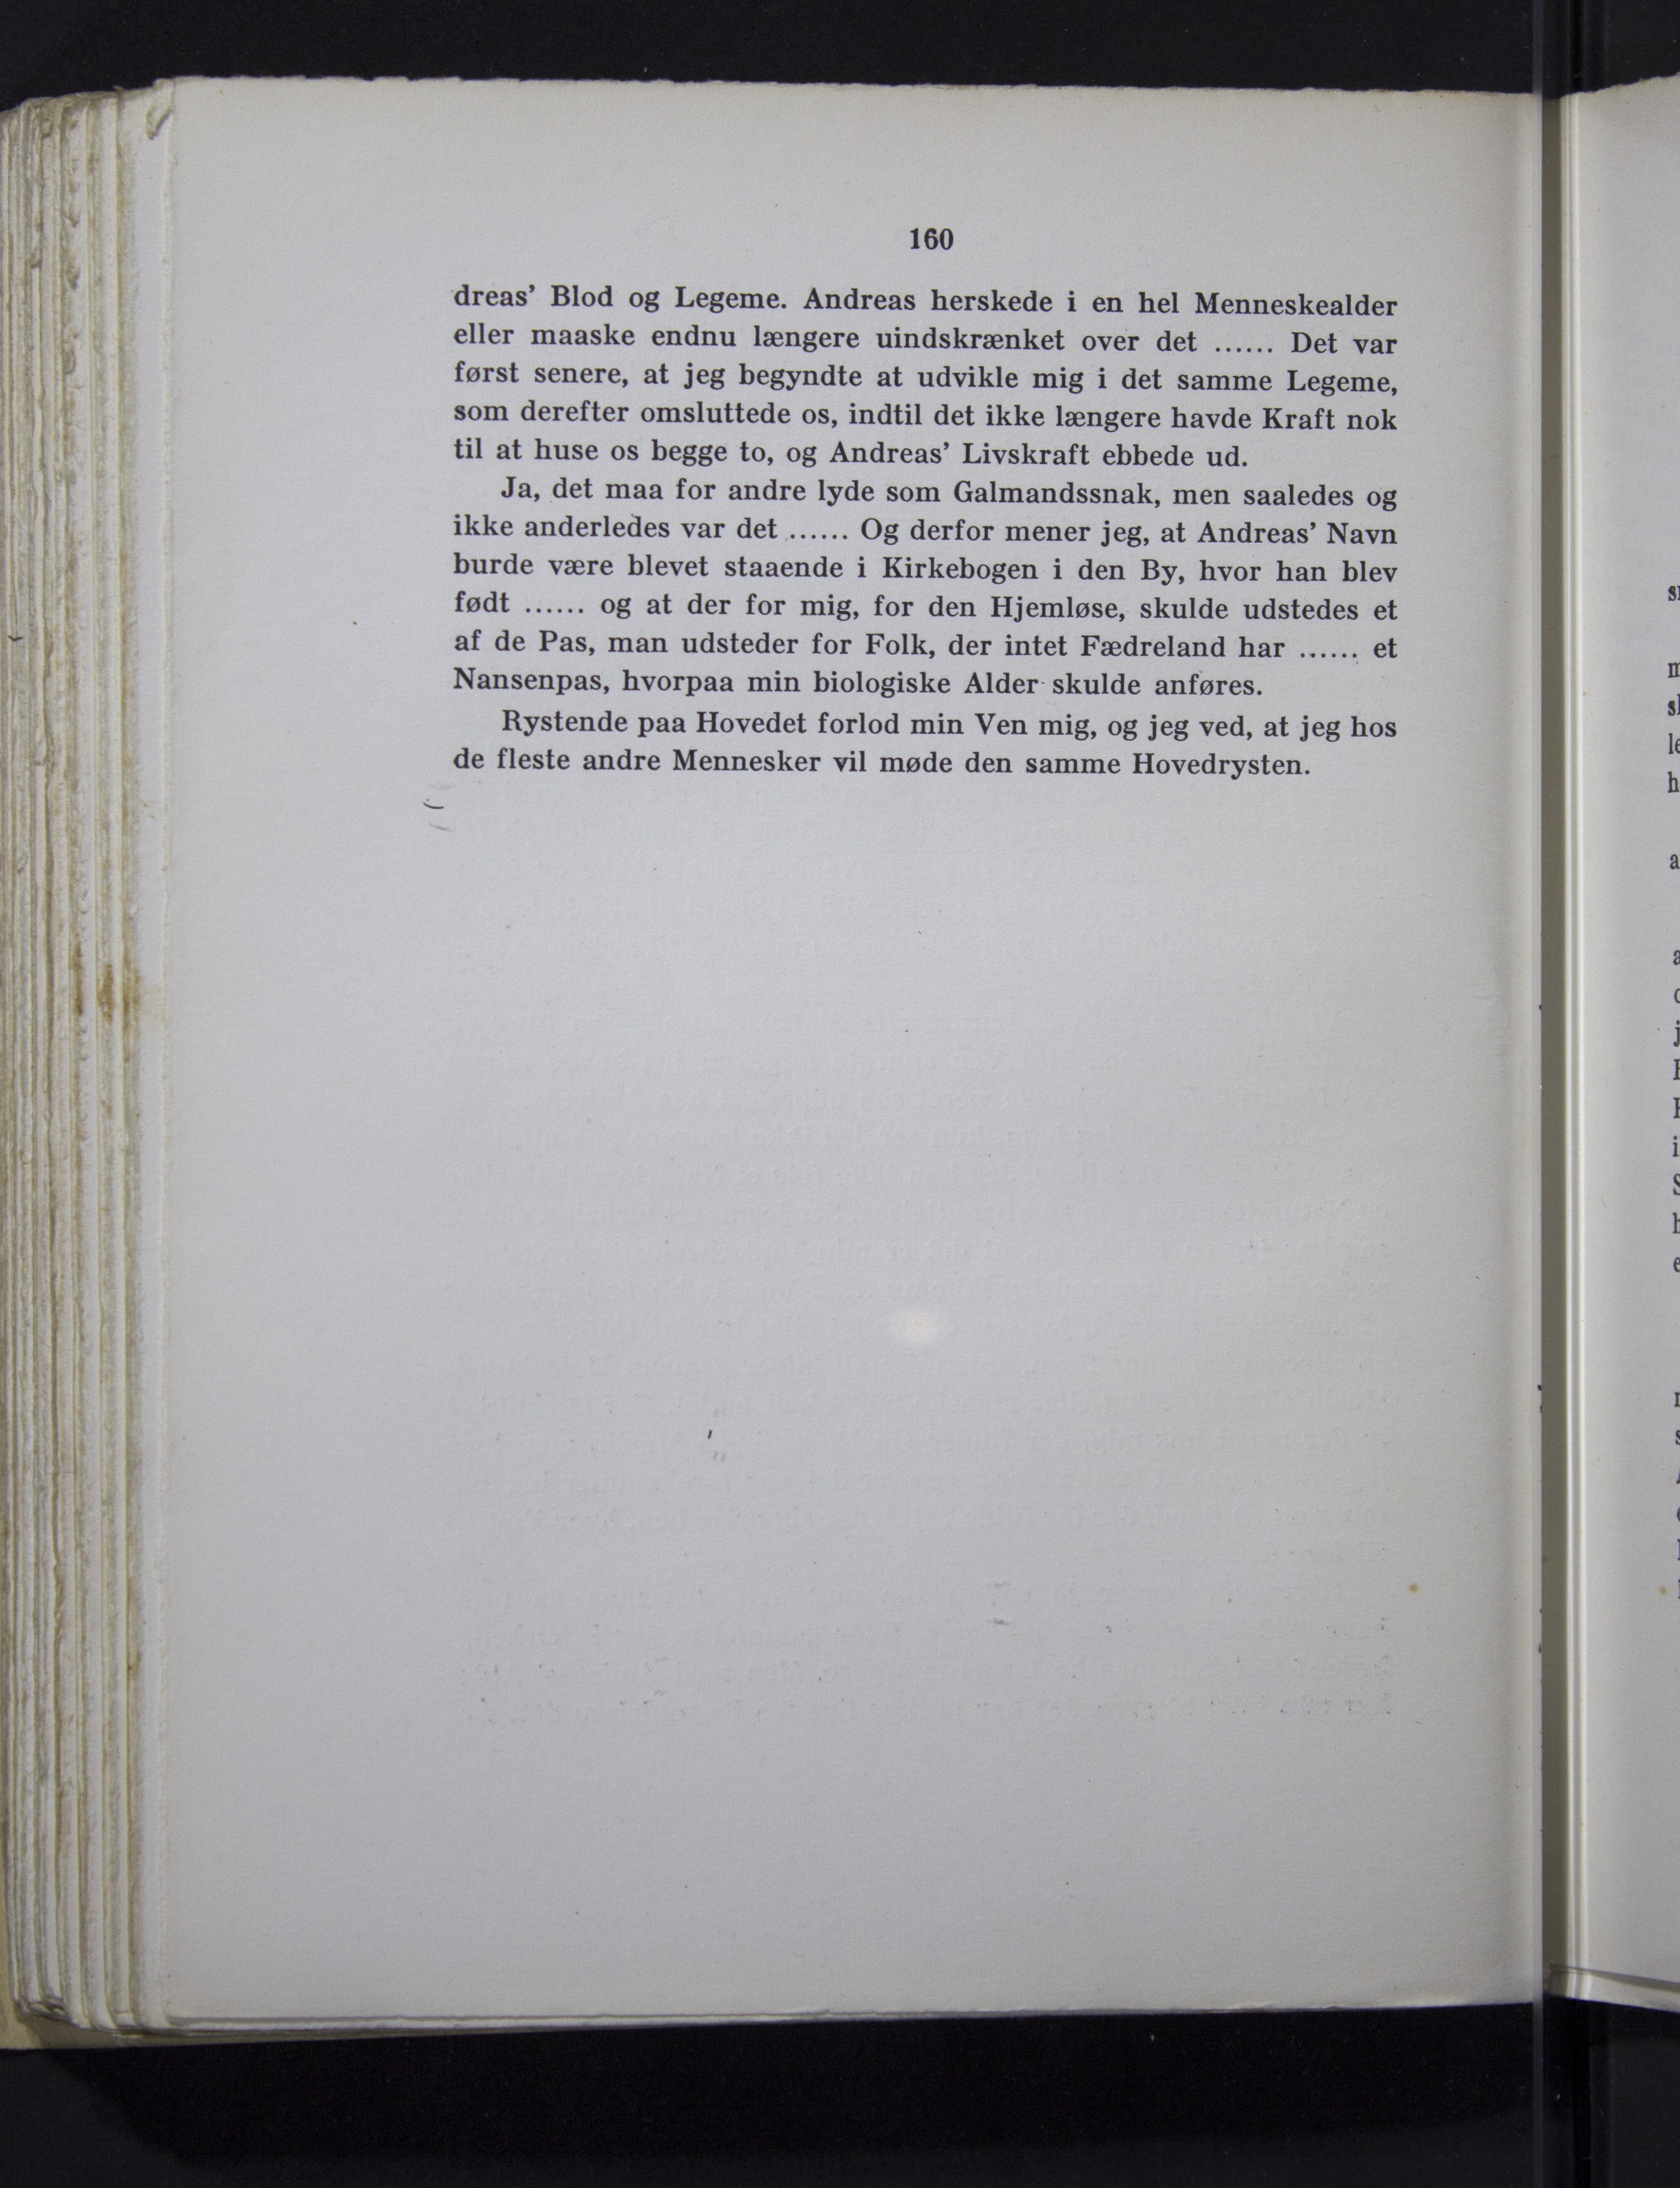 160
dreas’ Blod og Legeme. Andreas herskede i en hel Menneskealder
eller maaske endnu længere uindskrænket over det ...... Det var
først senere, at jeg begyndte at udvikle mig i det samme Legeme,
som derefter omsluttede os, indtil det ikke længere havde Kraft nok
til at huse os begge to, og Andreas’ Livskraft ebbede ud.
Ja, det maa for andre lyde som Galmandssnak, men saaledes og
ikke anderledes var det ...... Og derfor mener jeg, at Andreas’ Navn
burde være blevet staaende i Kirkebogen i den By, hvor han blev
født ...... og at der for mig, for den Hjemløse, skulde udstedes et
af de Pas, man udsteder for Folk, der intet Fædreland har ...... et
Nansenpas, hvorpaa min biologiske Alder skulde anføres.
Rystende paa Hovedet forlod min Ven mig, og jeg ved, at jeg hos
de fleste andre Mennesker vil møde den samme Hovedrysten.